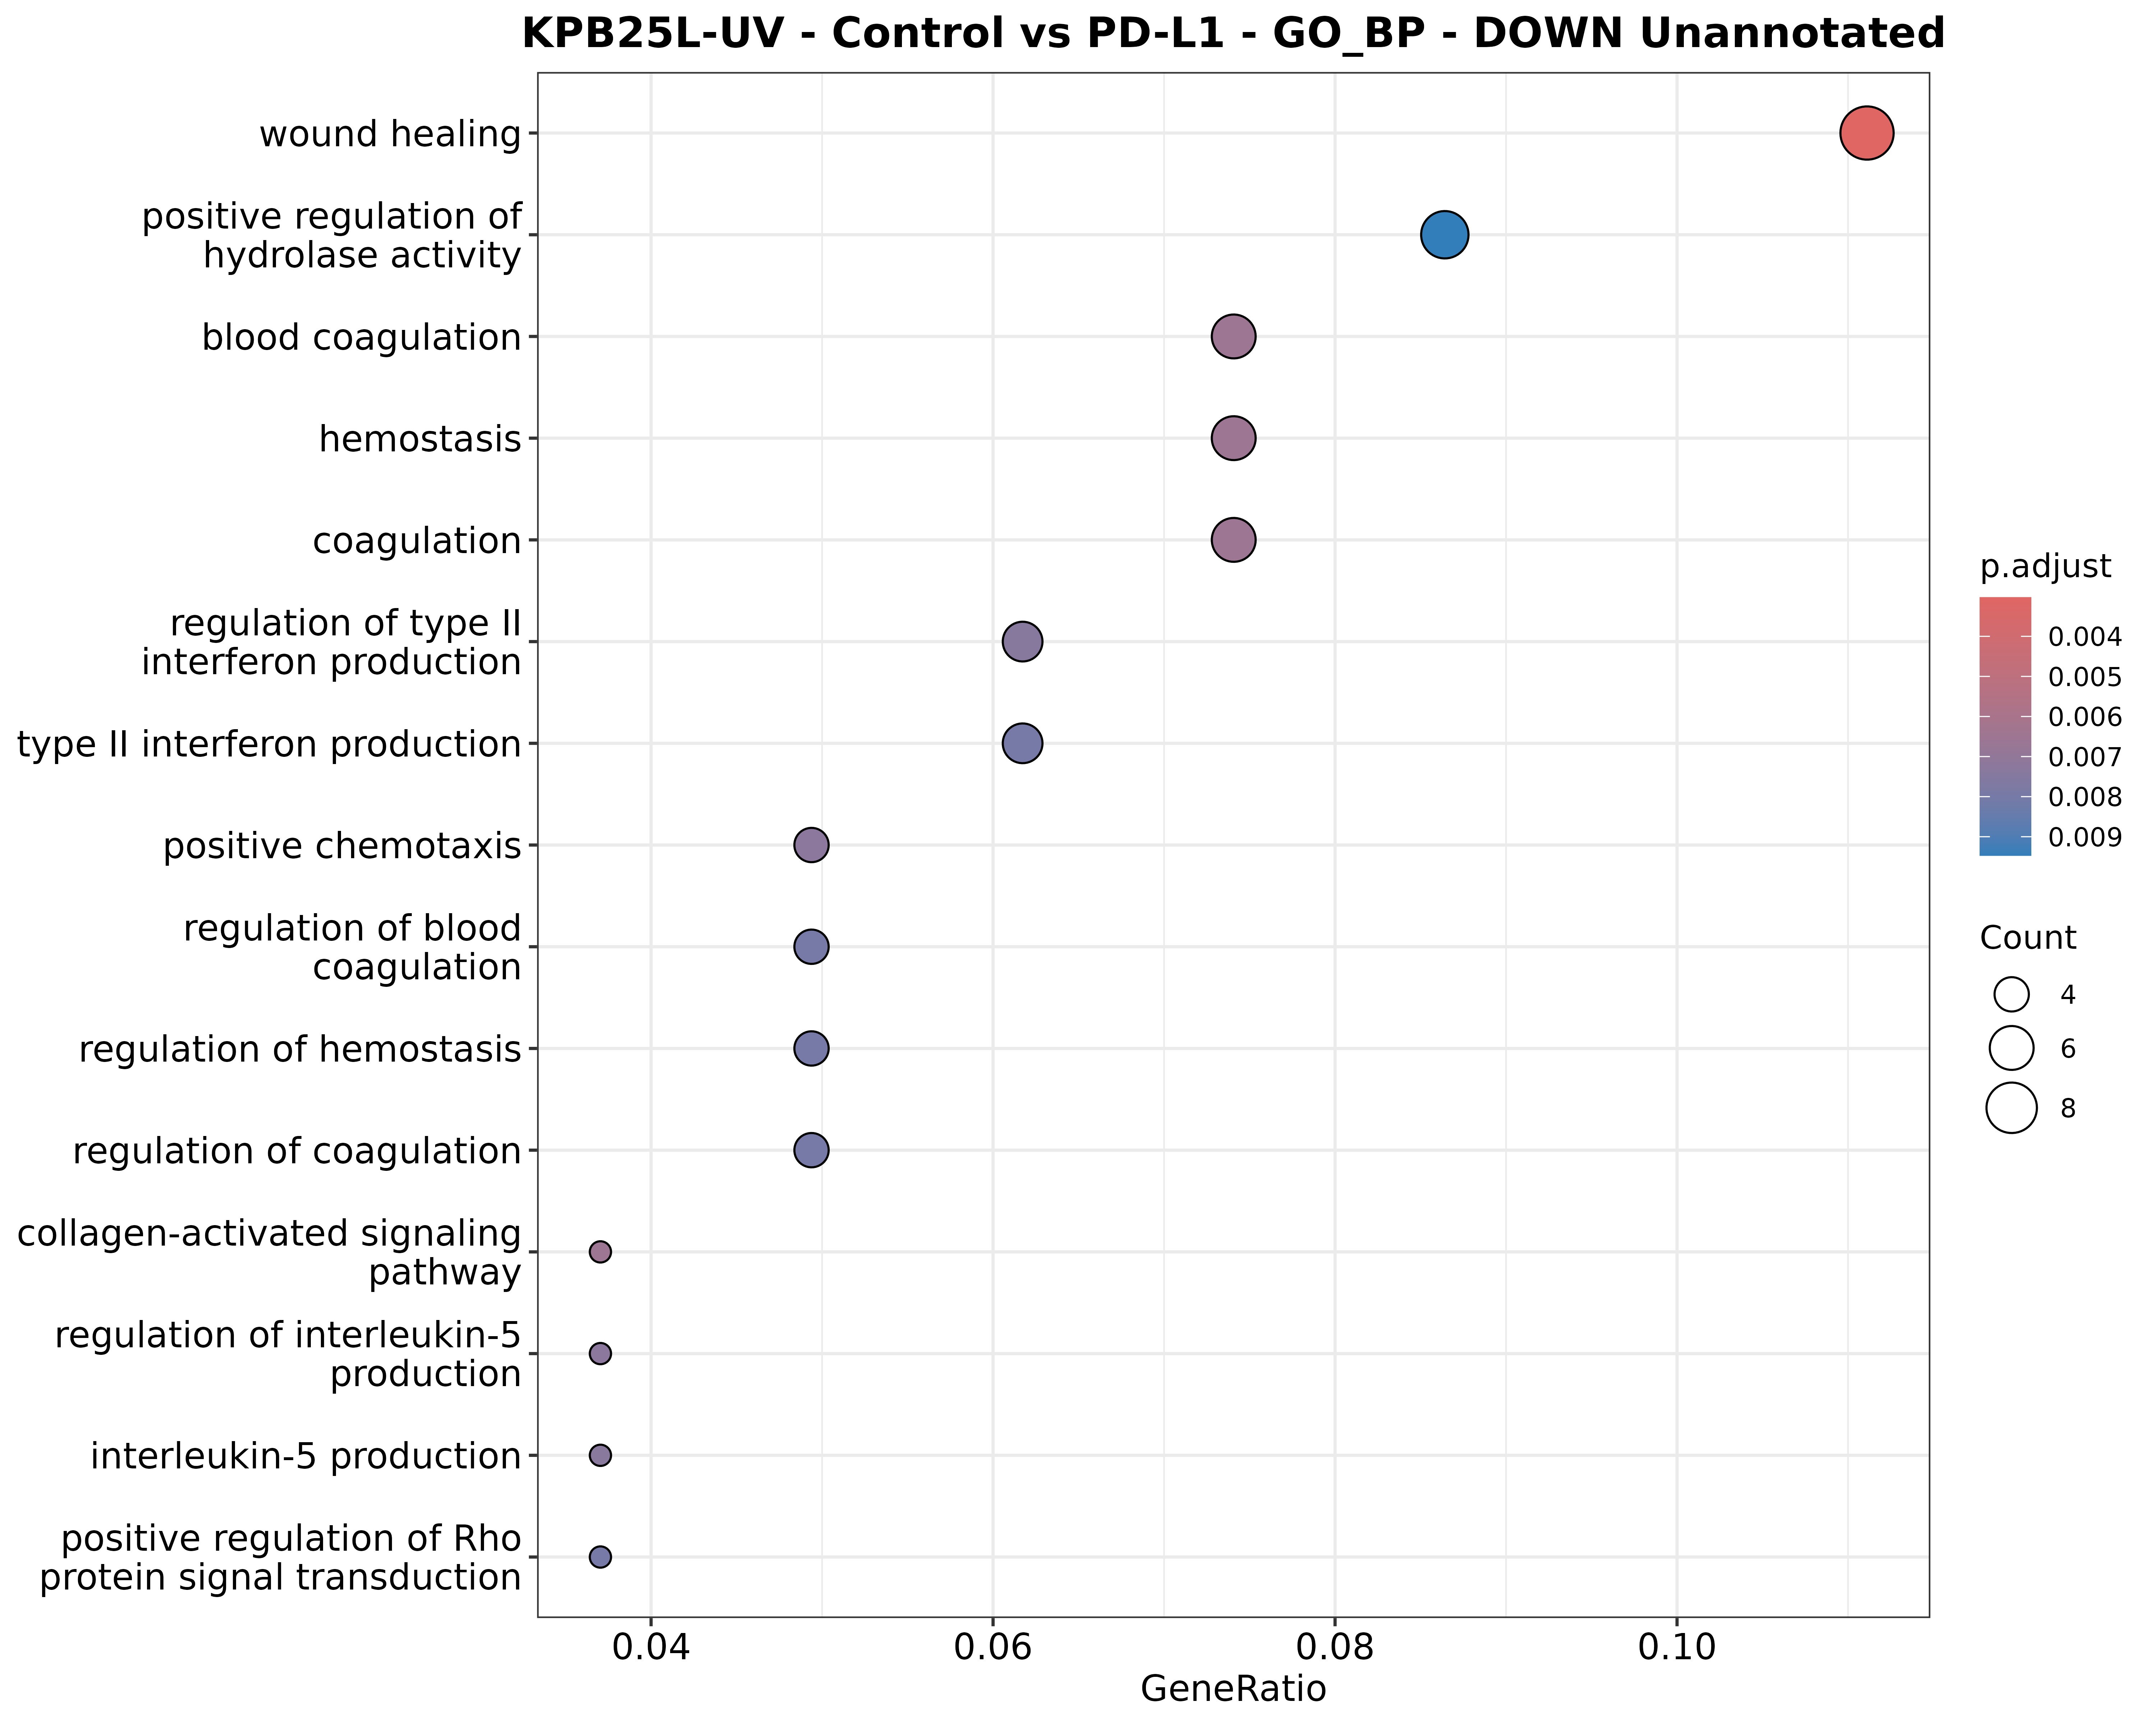 KPB25L-UV - Control vs PD-L1 - GO_BP - DOWN Unannotated
wound healing
positive regulation of
hydrolase activity
blood coagulation
hemostasis
coagulation
regulation of type II
interferon production
type II interferon production
positive chemotaxis
regulation of blood
coagulation
regulation of hemostasis
regulation of coagulation
collagen-activated signaling
pathway
regulation of interleukin-5
production
interleukin-5 production
positive regulation of Rho
protein signal transduction
0.04
0.06
0.08
0.10
GeneRatio
p.adjust
0.004
0.005
0.006
0.007
0.008
0.009
Count
4
6
8